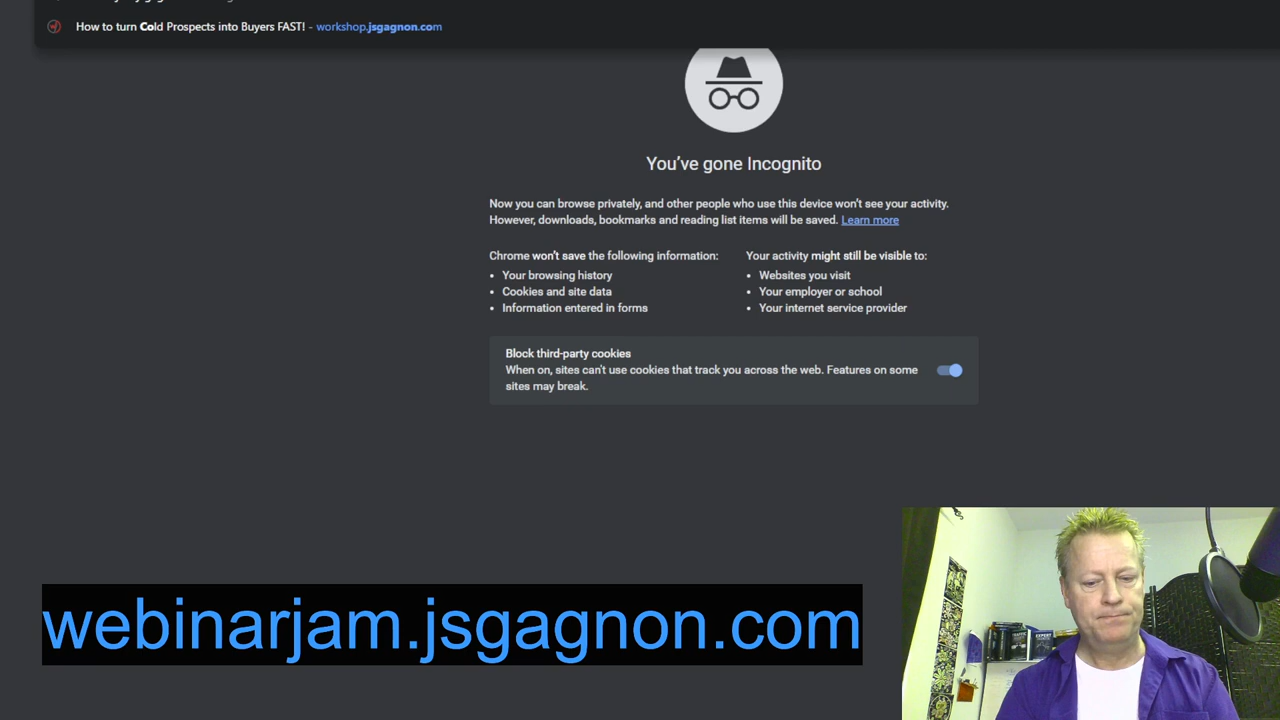 How to turn Cold Prospects into Buyers FAST! - workshop.jsgagnon.com
You've gone Incognito
Now you can browse privately, and other people who use this device won't see your activity.
However, downloads, bookmarks and reading list items will be saved. Learn more
Chrome won't save the following information:
• Your browsing history
• Cookies and site data
• Information entered in forms
Your activity might still be visible to:
• Websites you visit
• Your employer or school
• Your internet service provider
Block third-party cookies
When on, sites can't use cookies that track you across the web. Features on some
sites may break.
webinarjam.jsgagnon.com
EXPERT